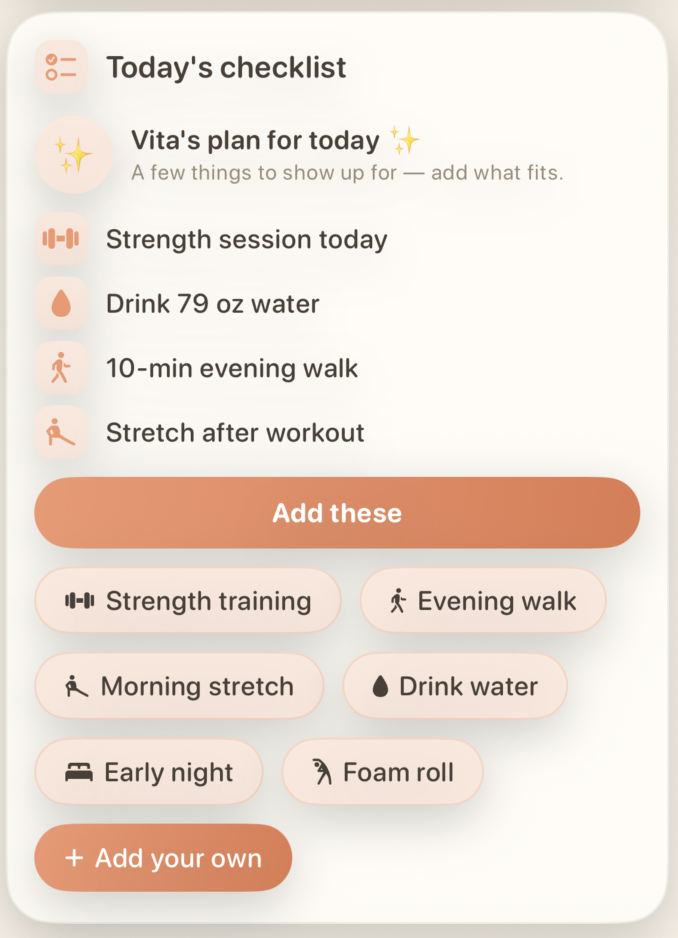 Today's checklist
Vita's plan for today ✨
A few things to show up for — add what fits.
Strength session today
Drink 79 oz water
10-min evening walk
Stretch after workout
Add these
Strength training
Evening walk
Morning stretch
Drink water
Early night
Foam roll
+ Add your own